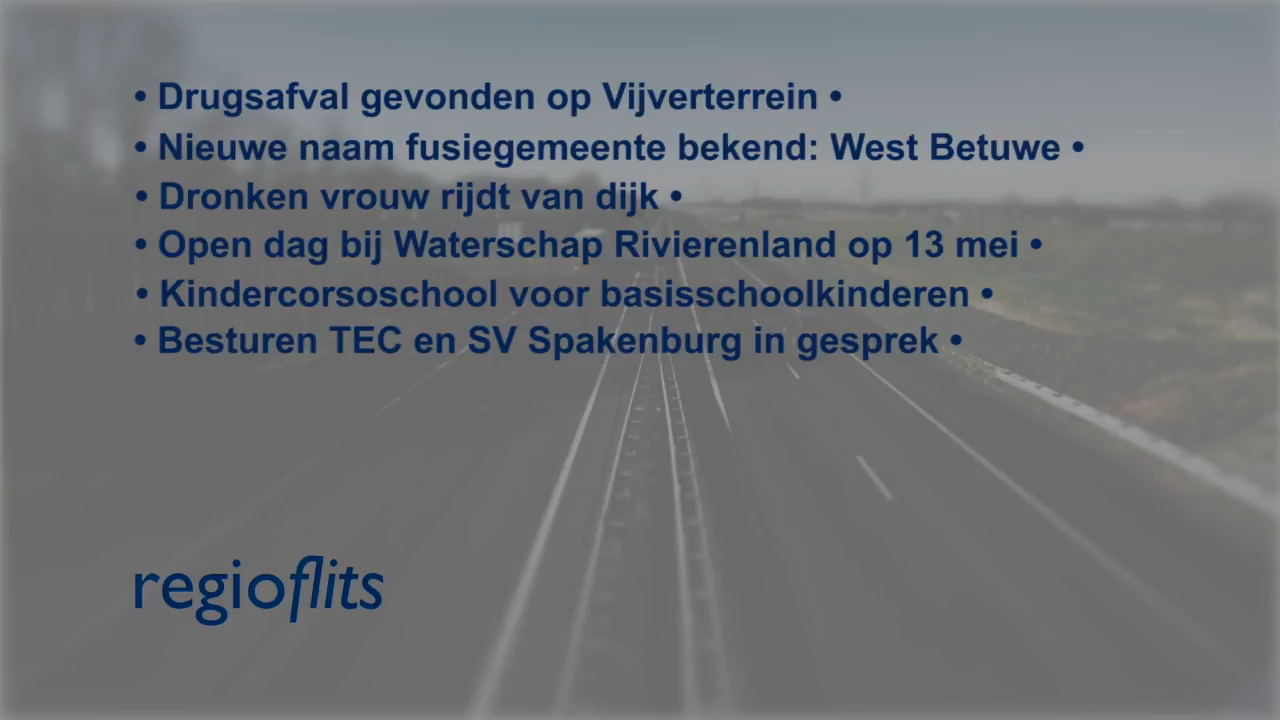 • Drugsafval gevonden op Vijverterrein •
• Nieuwe naam fusiegemeente bekend: West Betuwe •
• Dronken vrouw rijdt van dijk •
• Open dag bij Waterschap Rivierenland op 13 mei •
• Kindercorsoschool voor basisschoolkinderen •
• Besturen TEC en SV Spakenburg in gesprek •
regioflits